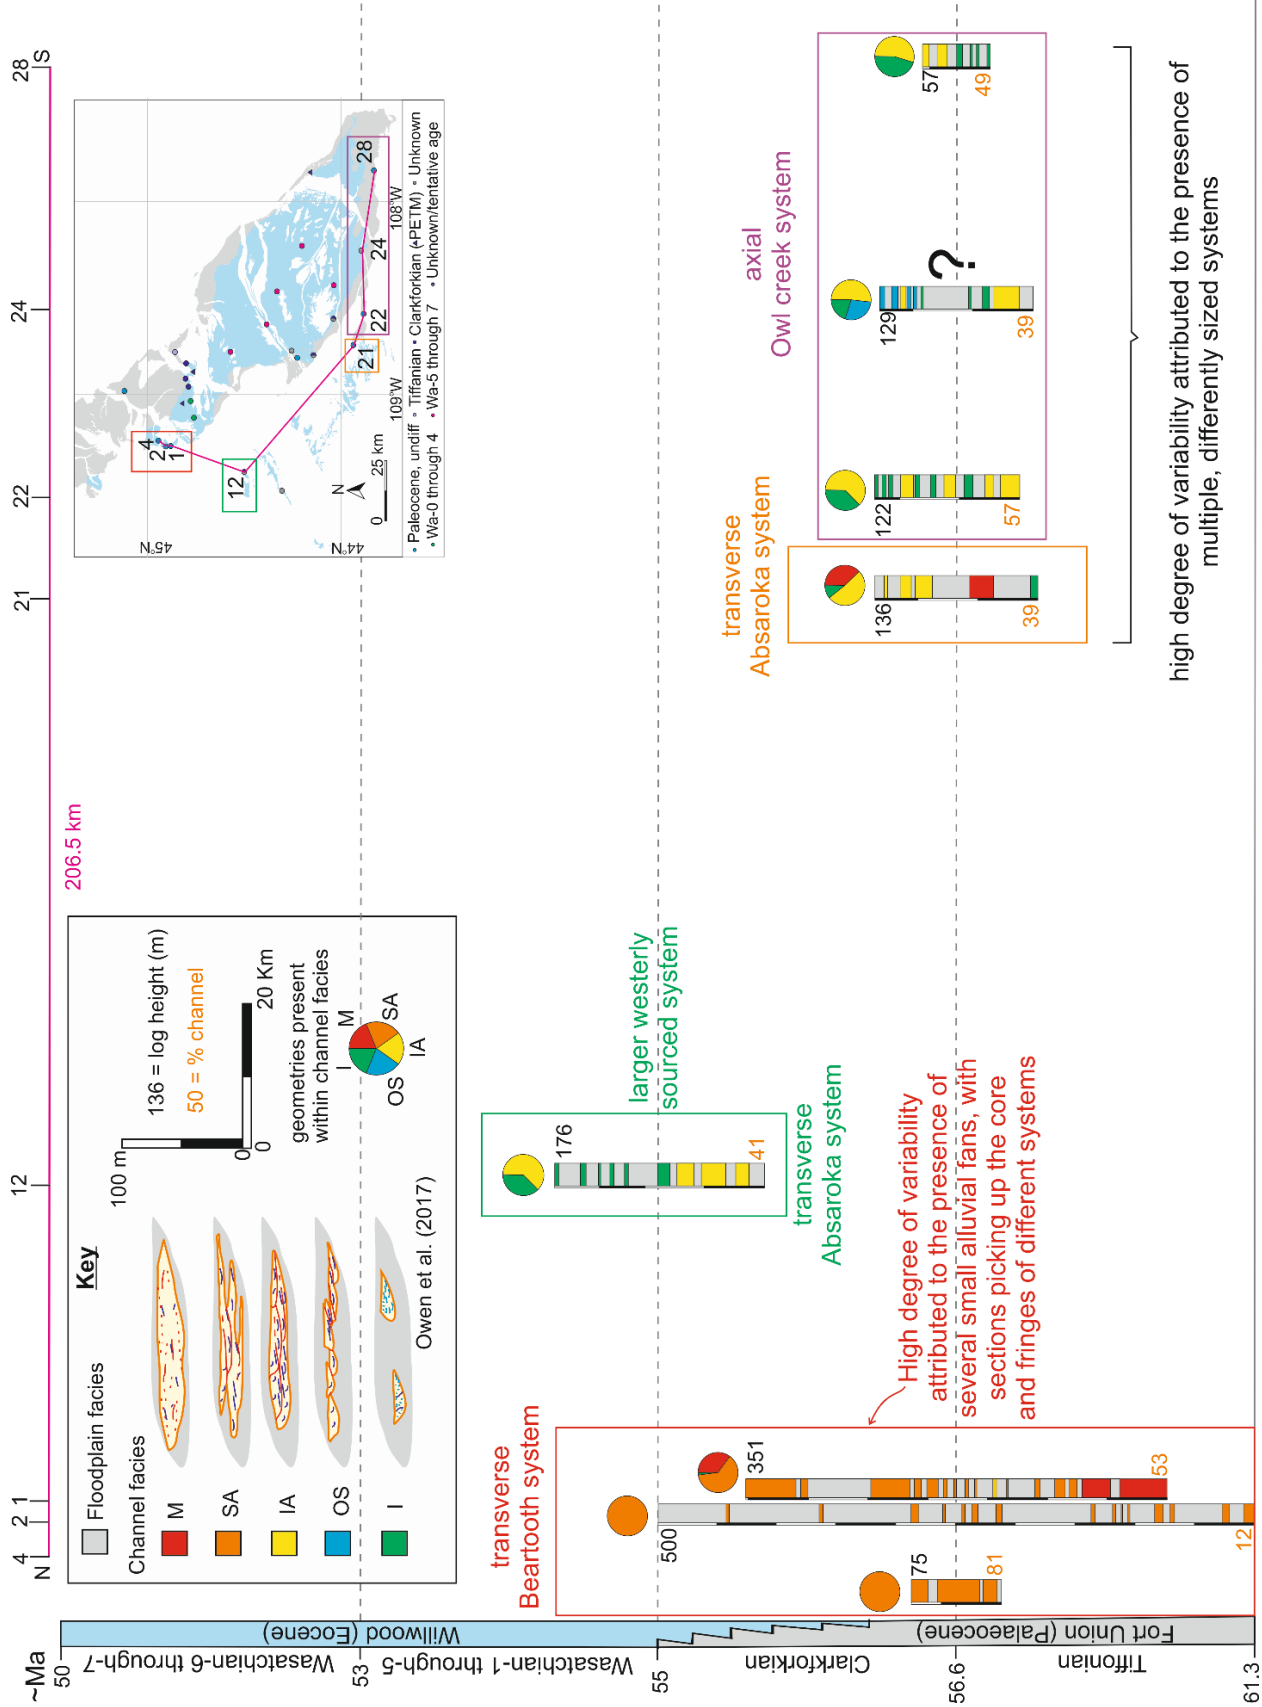 4
2
1
12
21
22
24
28
N
S
206.5 km
~Ma
50
53
55
56.6
61.3
Wasatchian-6 through-7
Wasatchian-1 through-5
Clarkforkian
Tiffonian
Willwood (Eocene)
Fort Union (Palaeocene)
Key
Floodplain facies
Channel facies
M
SA
IA
OS
I
Owen et al. (2017)
100 m
0
0
20 Km
136 = log height (m)
50 = % channel
geometries present
within channel facies
I
M
SA
IA
OS
45°N
44°N
109°W
108°W
N
0
25 km
2
4
1
12
21
22
24
28
Paleocene, undiff
Tiffanian
Clarkforkian (▲PETM)
Unknown
Wa-0 through 4
Wa-5 through 7
Unknown/tentative age
transverse
Beartooth system
75
81
500
12
351
53
High degree of variability
attributed to the presence of
several small alluvial fans, with
sections picking up the core
and fringes of different systems
176
41
larger westerly
sourced system
transverse
Absaroka system
transverse
Absaroka system
136
39
axial
Owl creek system
122
57
129
39
?
57
49
high degree of variability attributed to the presence of
multiple, differently sized systems